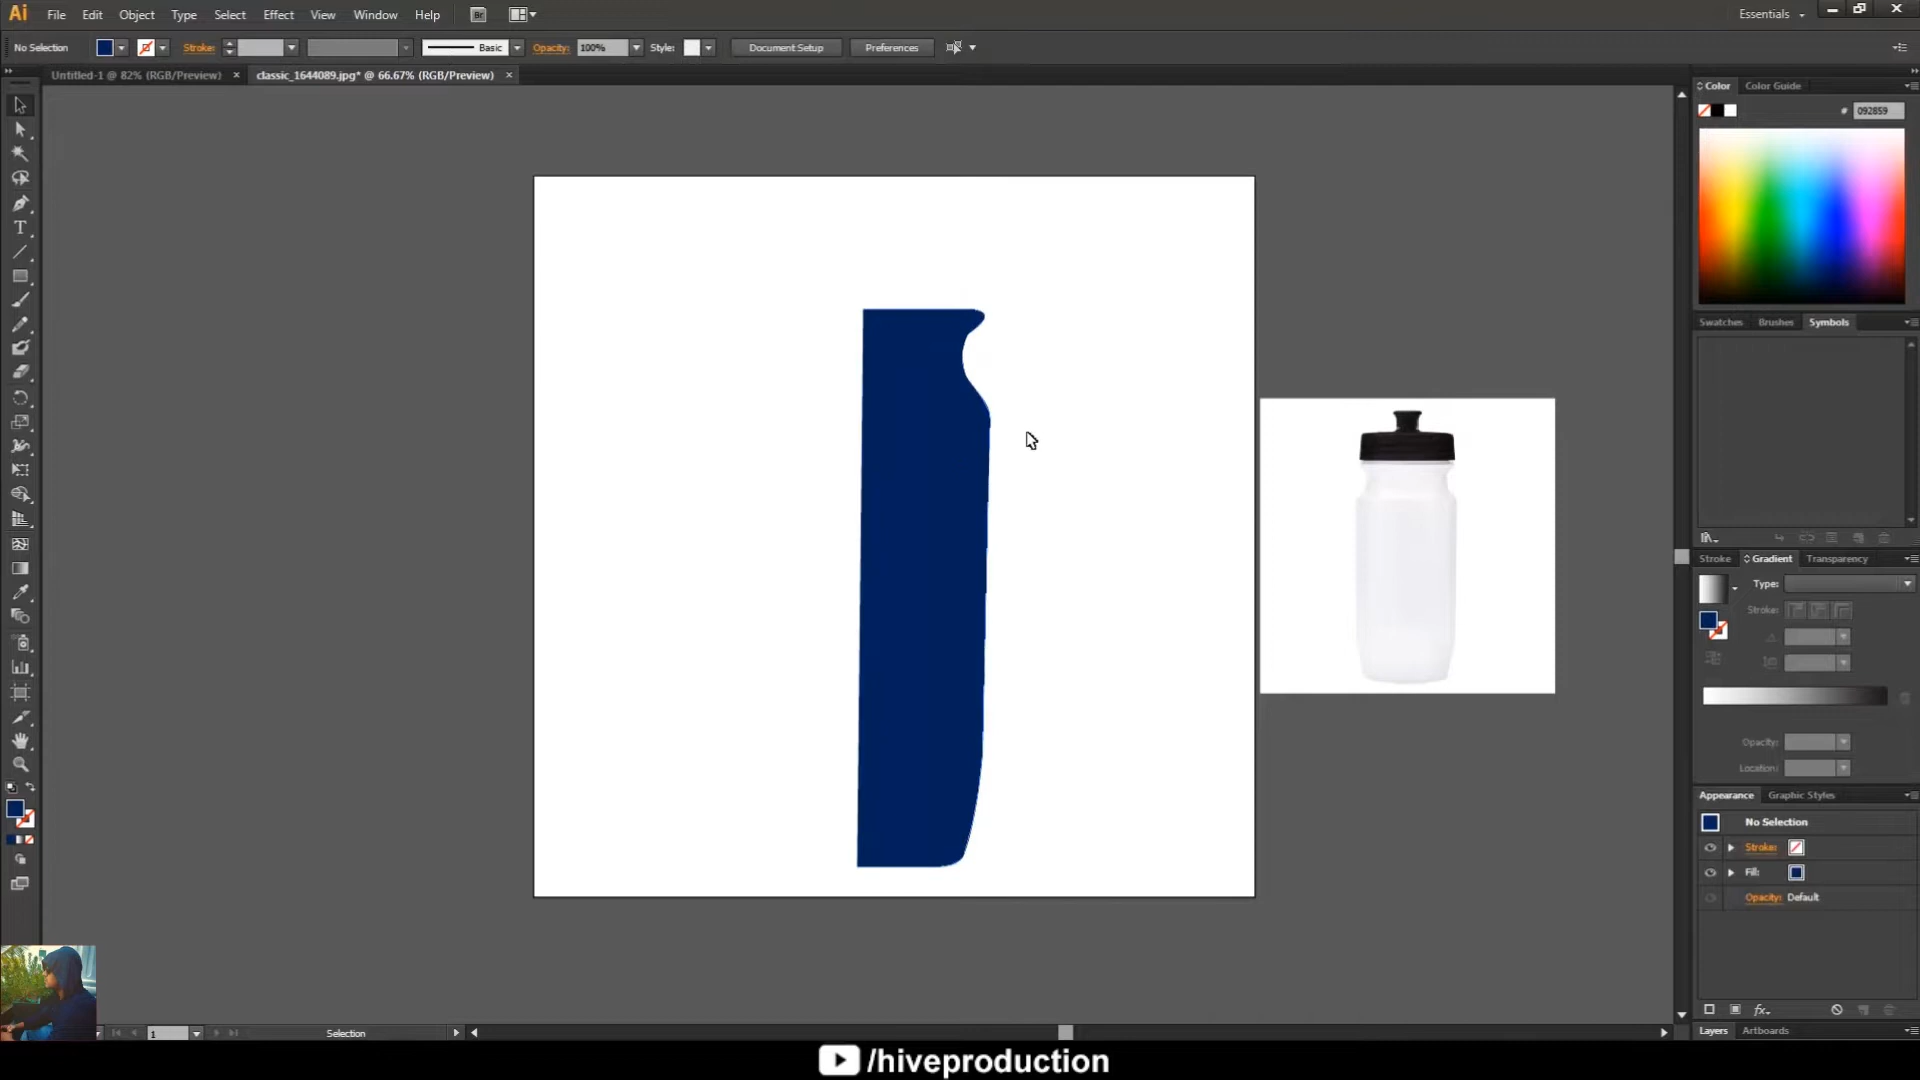 Ai File Edit Object Type Select Effect View Window Help Br Essentials
No Selection Stroke: Basic Opacity: 100% Style: Document Setup Preferences
Untitled-1 @ 82% (RGB/Preview) × classic_1644089.jpg* @ 66.67% (RGB/Preview) ×
Color Color Guide
# 092859
Swatches Brushes Symbols
Stroke Gradient Transparency
Type:
Stroke:
Opacity:
Location:
Appearance Graphic Styles
No Selection
Stroke:
Fill:
Opacity: Default
fx
1 Selection
Layers Artboards
/hiveproduction